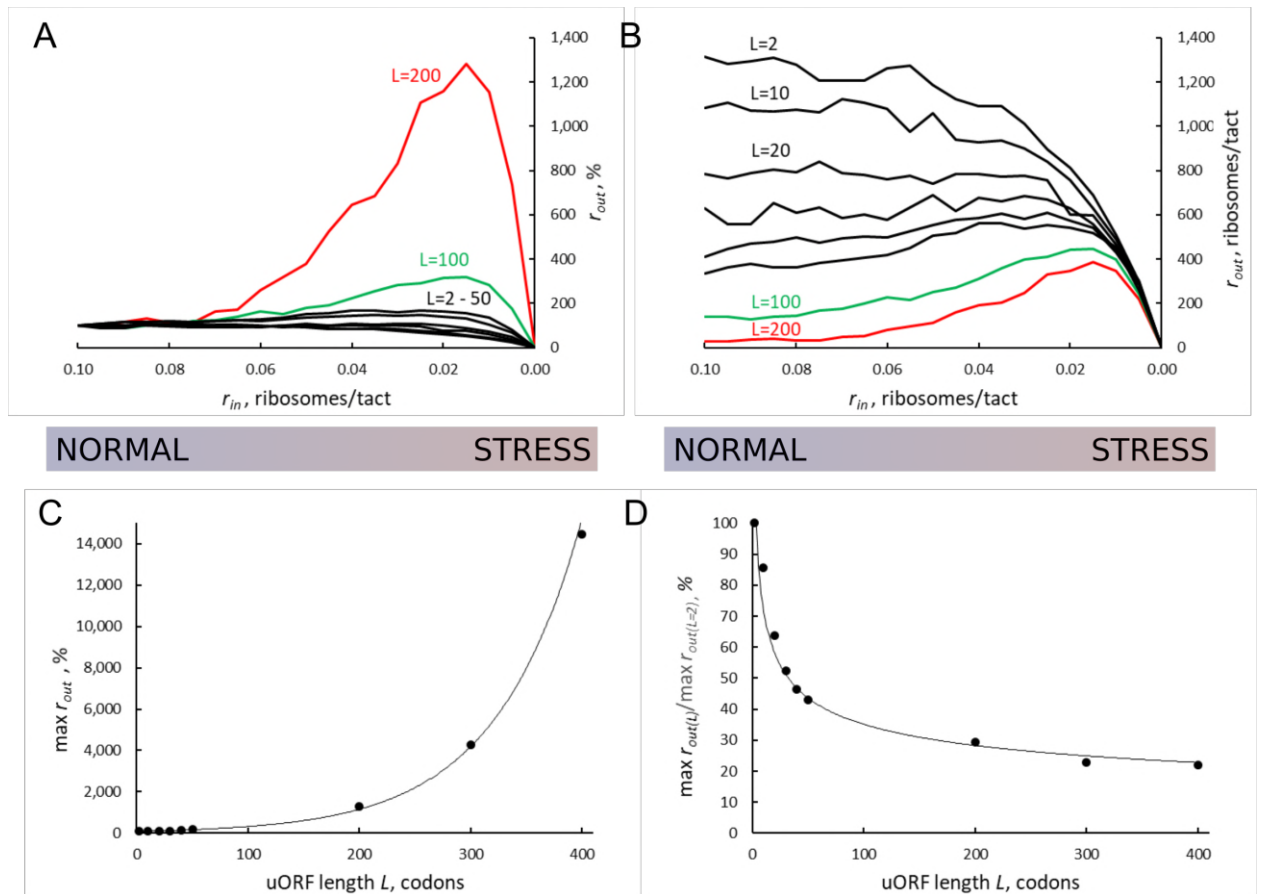 A
L=200
L=100
L=2 - 50
1,400
1,200
1,000
800
600
400
200
0
r_out, %
0.10 0.08 0.06 0.04 0.02 0.00
r_in, ribosomes/tact
B
L=2
L=10
L=20
L=100
L=200
1,400
1,200
1,000
800
600
400
200
0
r_out, ribosomes/tact
0.10 0.08 0.06 0.04 0.02 0.00
r_in, ribosomes/tact
NORMAL STRESS
NORMAL STRESS
C
max r_out, %
14,000
12,000
10,000
8,000
6,000
4,000
2,000
0
0 100 200 300 400
uORF length L, codons
D
max r_out(L)/max r_out(L=2), %
100
90
80
70
60
50
40
30
20
10
0
0 100 200 300 400
uORF length L, codons